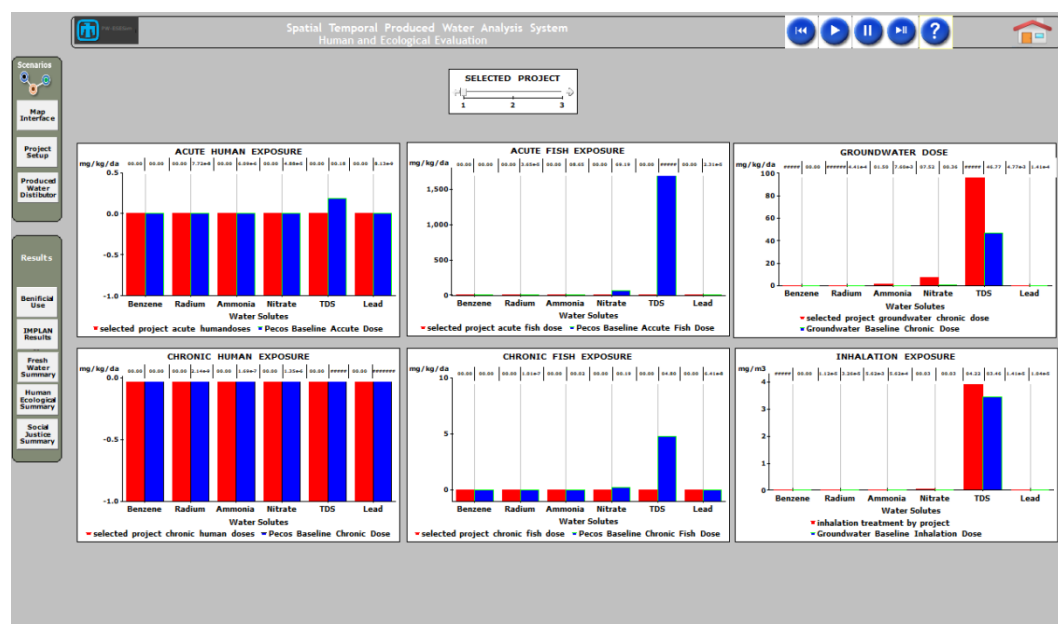 Spatial Temporal Produced Water Analysis System
Human and Ecological Evaluation
?
Scenarios
Map
Interface
Project
Setup
Produced
Water
Distibutor
Results
Benificial
Use
IMPLAN
Results
Fresh
Water
Summary
Human
Ecological
Summary
Social
Justice
Summary
SELECTED PROJECT
1 2 3
ACUTE HUMAN EXPOSURE
mg/kg/da
0.5
0.0
-0.5
-1.0
Benzene Radium Ammonia Nitrate TDS Lead
Water Solutes
selected project acute humandoses Pecos Baseline Accute Dose
ACUTE FISH EXPOSURE
mg/kg/da
1,500
1,000
500
0
Benzene Radium Ammonia Nitrate TDS Lead
Water Solutes
selected project acute fish dose Pecos Baseline Accute Fish Dose
GROUNDWATER DOSE
mg/kg/da
100
80
60
40
20
0
Benzene Radium Ammonia Nitrate TDS Lead
Water Solutes
selected project groundwater chronic dose
Groundwater Baseline Chronic Dose
CHRONIC HUMAN EXPOSURE
mg/kg/da
0.0
-0.5
-1.0
Benzene Radium Ammonia Nitrate TDS Lead
Water Solutes
selected project chronic human doses Pecos Baseline Chronic Dose
CHRONIC FISH EXPOSURE
mg/kg/da
10
5
0
Benzene Radium Ammonia Nitrate TDS Lead
Water Solutes
selected project chronic fish dose Pecos Baseline Chronic Fish Dose
INHALATION EXPOSURE
mg/m3
4
3
2
1
0
Benzene Radium Ammonia Nitrate TDS Lead
Water Solutes
inhalation treatment by project
Groundwater Baseline Inhalation Dose